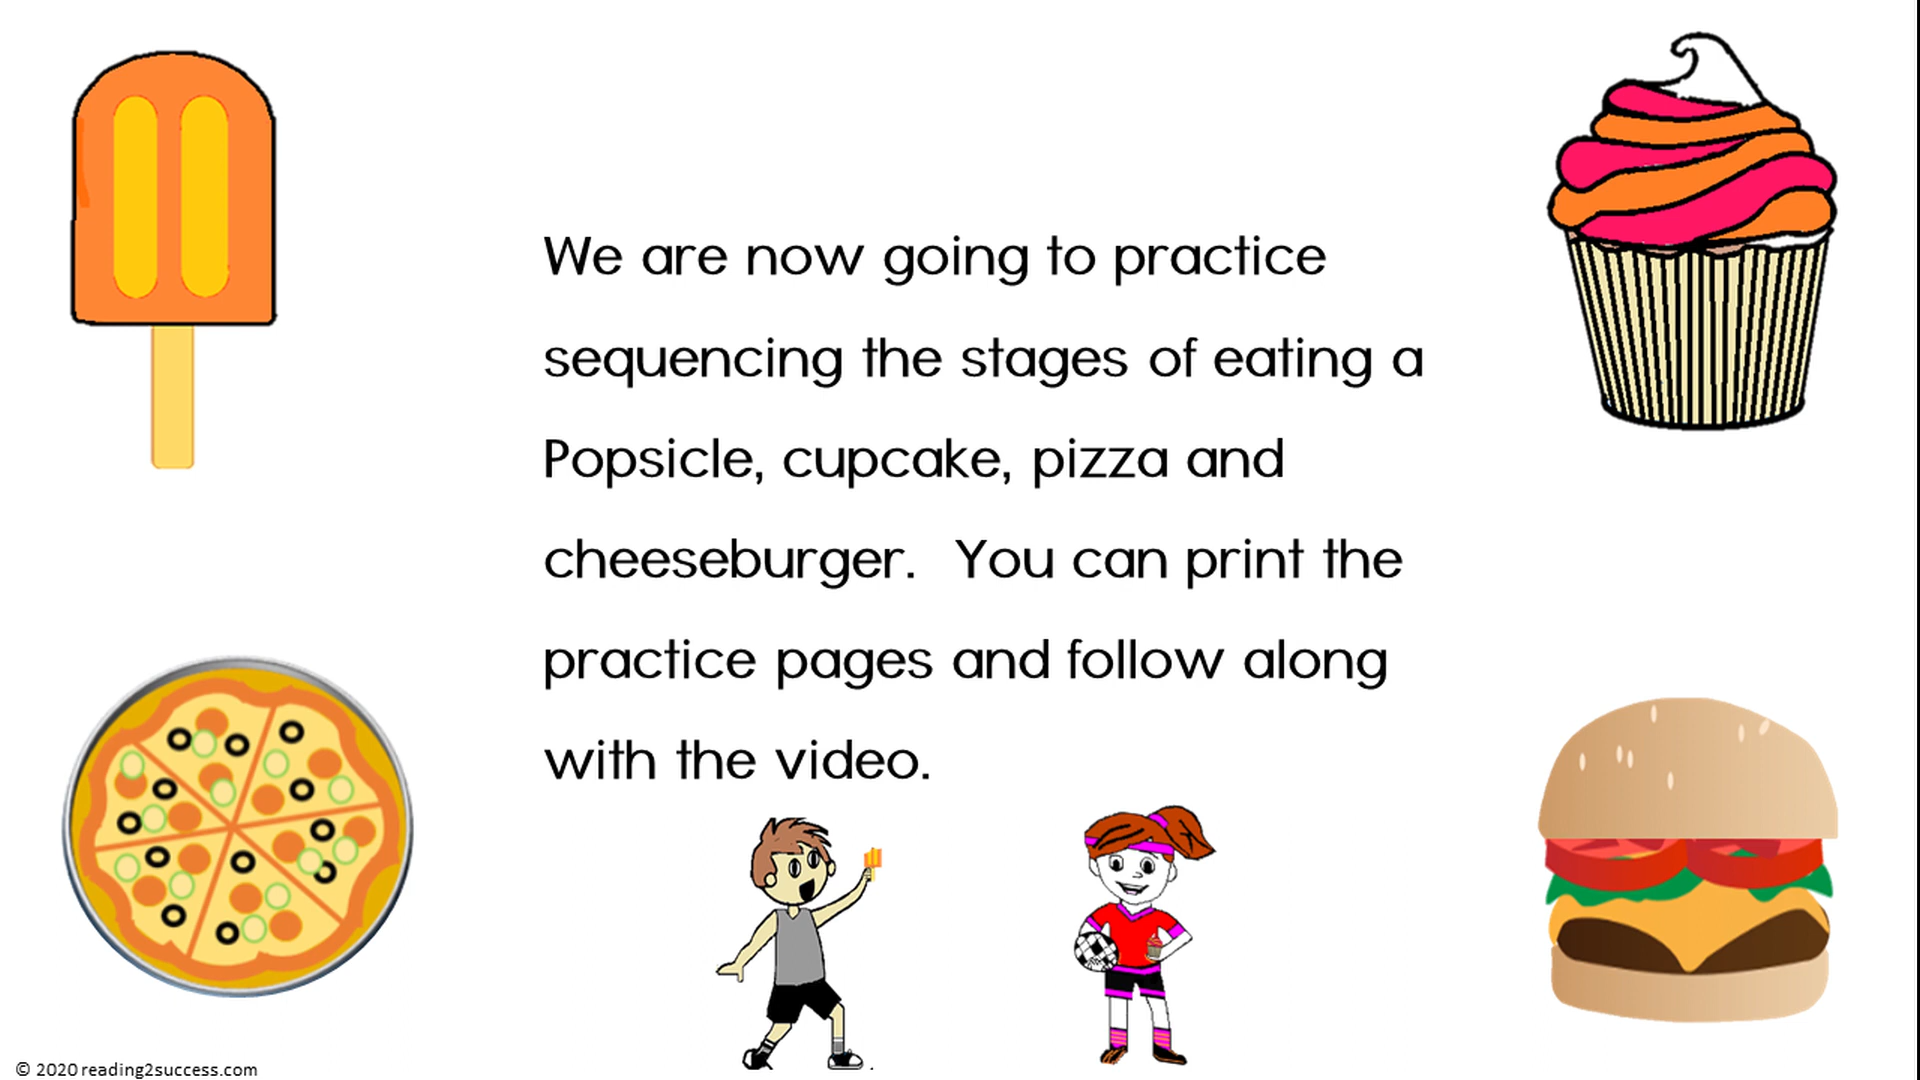 We are now going to practice
sequencing the stages of eating a
Popsicle, cupcake, pizza and
cheeseburger.  You can print the
practice pages and follow along
with the video.
© 2020 reading2success.com